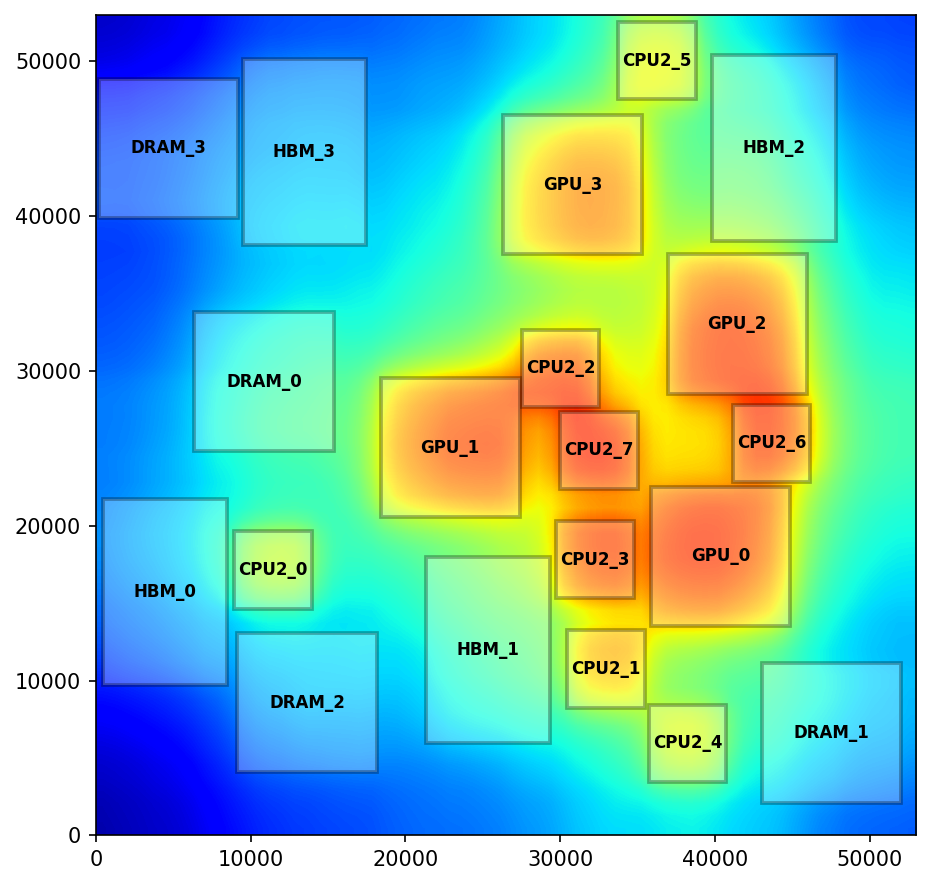 50000
40000
30000
20000
10000
0
0
10000
20000
30000
40000
50000
CPU2_5
DRAM_3
HBM_3
HBM_2
GPU_3
GPU_2
CPU2_2
DRAM_0
GPU_1
CPU2_7
CPU2_6
CPU2_0
CPU2_3
GPU_0
HBM_0
HBM_1
CPU2_1
DRAM_2
CPU2_4
DRAM_1